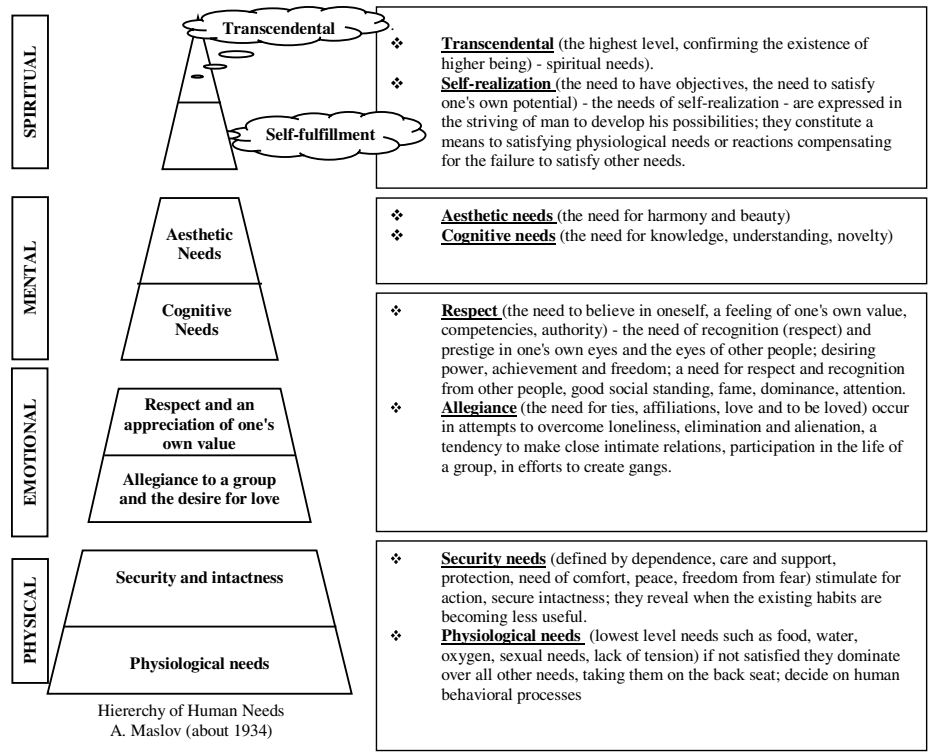 SPIRITUAL
Transcendental
Self-fulfillment
❖ Transcendental (the highest level, confirming the existence of
higher being) - spiritual needs).
❖ Self-realization (the need to have objectives, the need to satisfy
one's own potential) - the needs of self-realization - are expressed in
the striving of man to develop his possibilities; they constitute a
means to satisfying physiological needs or reactions compensating
for the failure to satisfy other needs.
MENTAL
Aesthetic
Needs
Cognitive
Needs
❖ Aesthetic needs (the need for harmony and beauty)
❖ Cognitive needs (the need for knowledge, understanding, novelty)
EMOTIONAL
Respect and an
appreciation of one's
own value
Allegiance to a group
and the desire for love
❖ Respect (the need to believe in oneself, a feeling of one's own value,
competencies, authority) - the need of recognition (respect) and
prestige in one's own eyes and the eyes of other people; desiring
power, achievement and freedom; a need for respect and recognition
from other people, good social standing, fame, dominance, attention.
❖ Allegiance (the need for ties, affiliations, love and to be loved) occur
in attempts to overcome loneliness, elimination and alienation, a
tendency to make close intimate relations, participation in the life of
a group, in efforts to create gangs.
PHYSICAL
Security and intactness
Physiological needs
❖ Security needs (defined by dependence, care and support,
protection, need of comfort, peace, freedom from fear) stimulate for
action, secure intactness; they reveal when the existing habits are
becoming less useful.
❖ Physiological needs (lowest level needs such as food, water,
oxygen, sexual needs, lack of tension) if not satisfied they dominate
over all other needs, taking them on the back seat; decide on human
behavioral processes
Hiererchy of Human Needs
A. Maslov (about 1934)